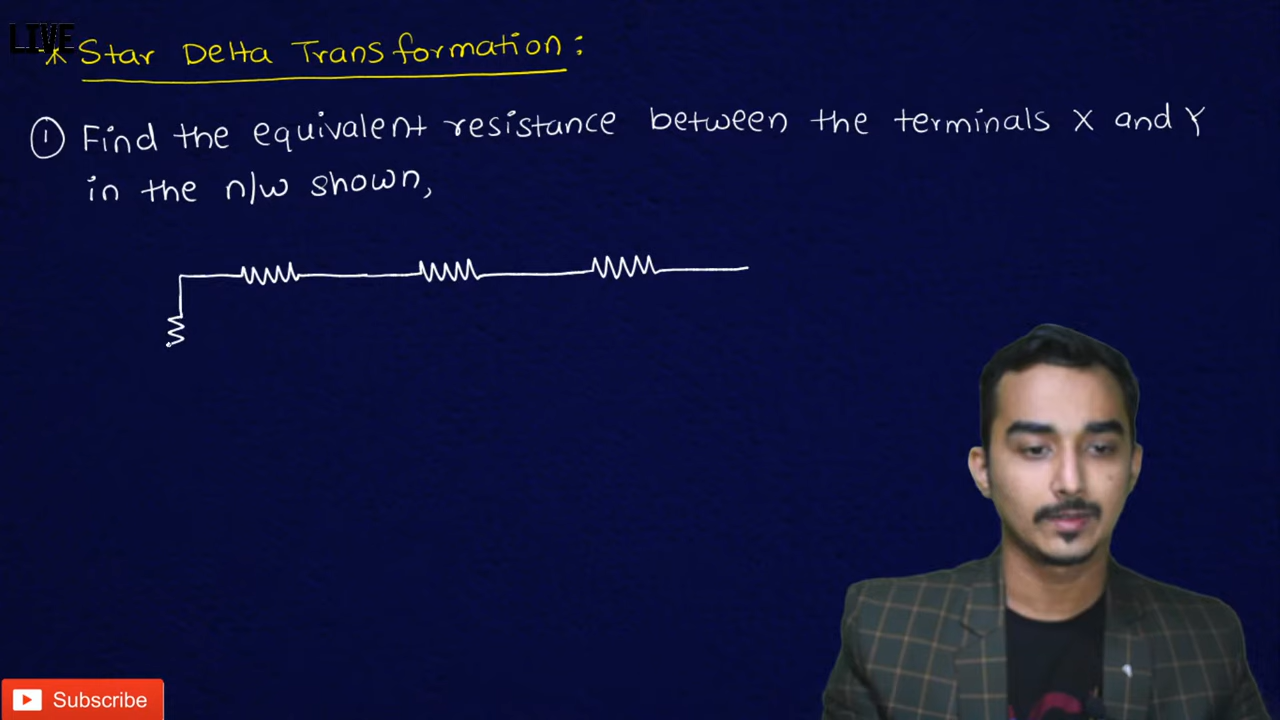 LIVE
* Star Delta Transformation:
① Find the equivalent resistance between the terminals X and Y
in the n/w shown,
Subscribe